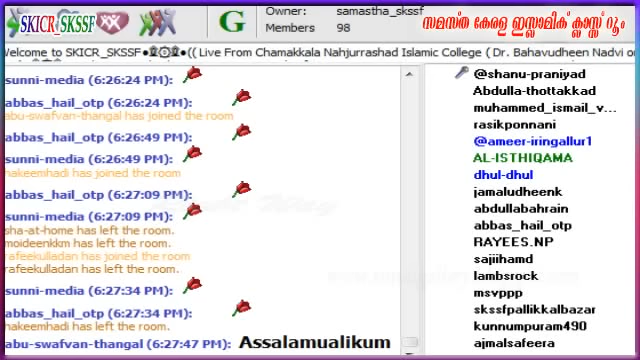 SKICR_SKSSF
G
Owner: samastha_skssf
Members 98
സമസ്ത കേരള ഇസ്ലാമിക് ക്ലാസ്സ് റൂം
Welcome to SKICR_SKSSF●۩۞۩●(( Live From Chamakkala Nahjurrashad Islamic College ( Dr. Bahavudheen Nadvi on
sunni-media (6:26:24 PM):
abbas_hail_otp (6:26:24 PM):
abu-swafvan-thangal has joined the room
abbas_hail_otp (6:26:49 PM):
sunni-media (6:26:49 PM):
hakeemhadi has joined the room
abbas_hail_otp (6:27:09 PM):
sunni-media (6:27:09 PM):
sha-at-home has left the room.
moideenkkm has left the room.
rafeekulladan has joined the room
rafeekulladan has left the room.
sunni-media (6:27:34 PM):
abbas_hail_otp (6:27:34 PM):
hakeemhadi has left the room.
abu-swafvan-thangal (6:27:47 PM): Assalamualikum
@shanu-praniyad
Abdulla-thottakkad
muhammed_ismail_v...
rasikponnani
@ameer-iringallur1
AL-ISTHIQAMA
dhul-dhul
jamaludheenk
abdullabahrain
abbas_hail_otp
RAYEES.NP
sajiihamd
lambsrock
msvppp
skssfpallikkalbazar
kunnumpuram490
ajmalsafeera